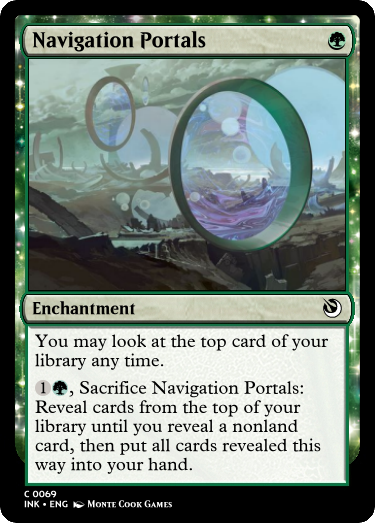 Navigation Portals
Enchantment
You may look at the top card of your
library any time.
1, Sacrifice Navigation Portals:
Reveal cards from the top of your
library until you reveal a nonland
card, then put all cards revealed this
way into your hand.
C 0069
INK • ENG Monte Cook Games